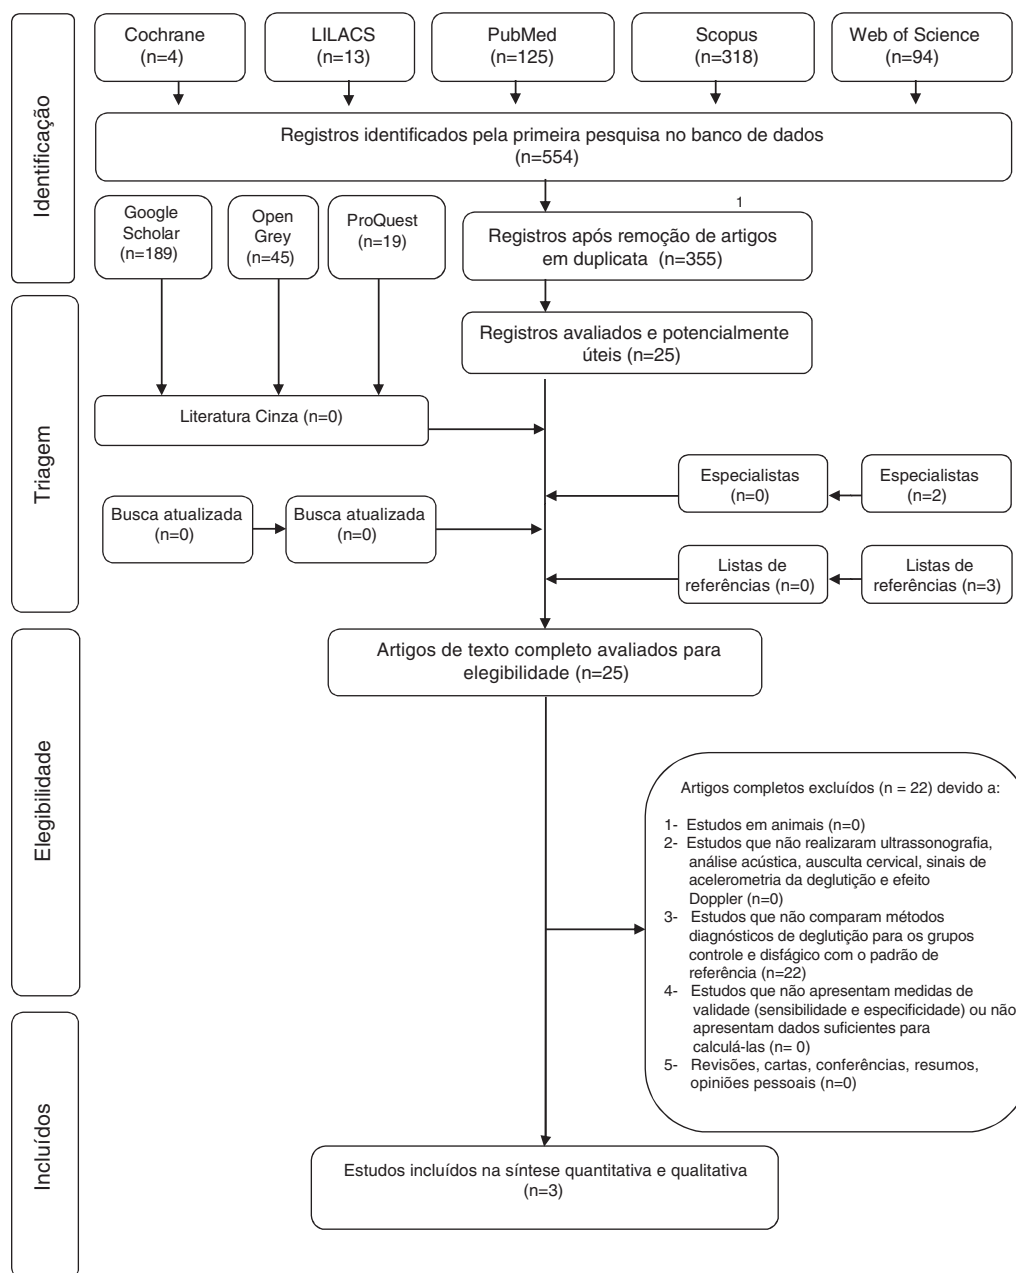 Identificação
Cochrane
(n=4)
LILACS
(n=13)
PubMed
(n=125)
Scopus
(n=318)
Web of Science
(n=94)
Registros identificados pela primeira pesquisa no banco de dados
(n=554)
Google
Scholar
(n=189)
Open
Grey
(n=45)
ProQuest
(n=19)
1
Registros após remoção de artigos
em duplicata (n=355)
Triagem
Registros avaliados e potencialmente
úteis (n=25)
Literatura Cinza (n=0)
Especialistas
(n=0)
Especialistas
(n=2)
Busca atualizada
(n=0)
Busca atualizada
(n=0)
Listas de
referências (n=0)
Listas de
referências (n=3)
Elegibilidade
Artigos de texto completo avaliados para
elegibilidade (n=25)
Artigos completos excluídos (n = 22) devido a:
1- Estudos em animais (n=0)
2- Estudos que não realizaram ultrassonografia,
análise acústica, ausculta cervical, sinais de
acelerometria da deglutição e efeito
Doppler (n=0)
3- Estudos que não comparam métodos
diagnósticos de deglutição para os grupos
controle e disfágico com o padrão de
referência (n=22)
4- Estudos que não apresentam medidas de
validade (sensibilidade e especificidade) ou não
apresentam dados suficientes para
calculá-las (n= 0)
5- Revisões, cartas, conferências, resumos,
opiniões pessoais (n=0)
Incluídos
Estudos incluídos na síntese quantitativa e qualitativa
(n=3)